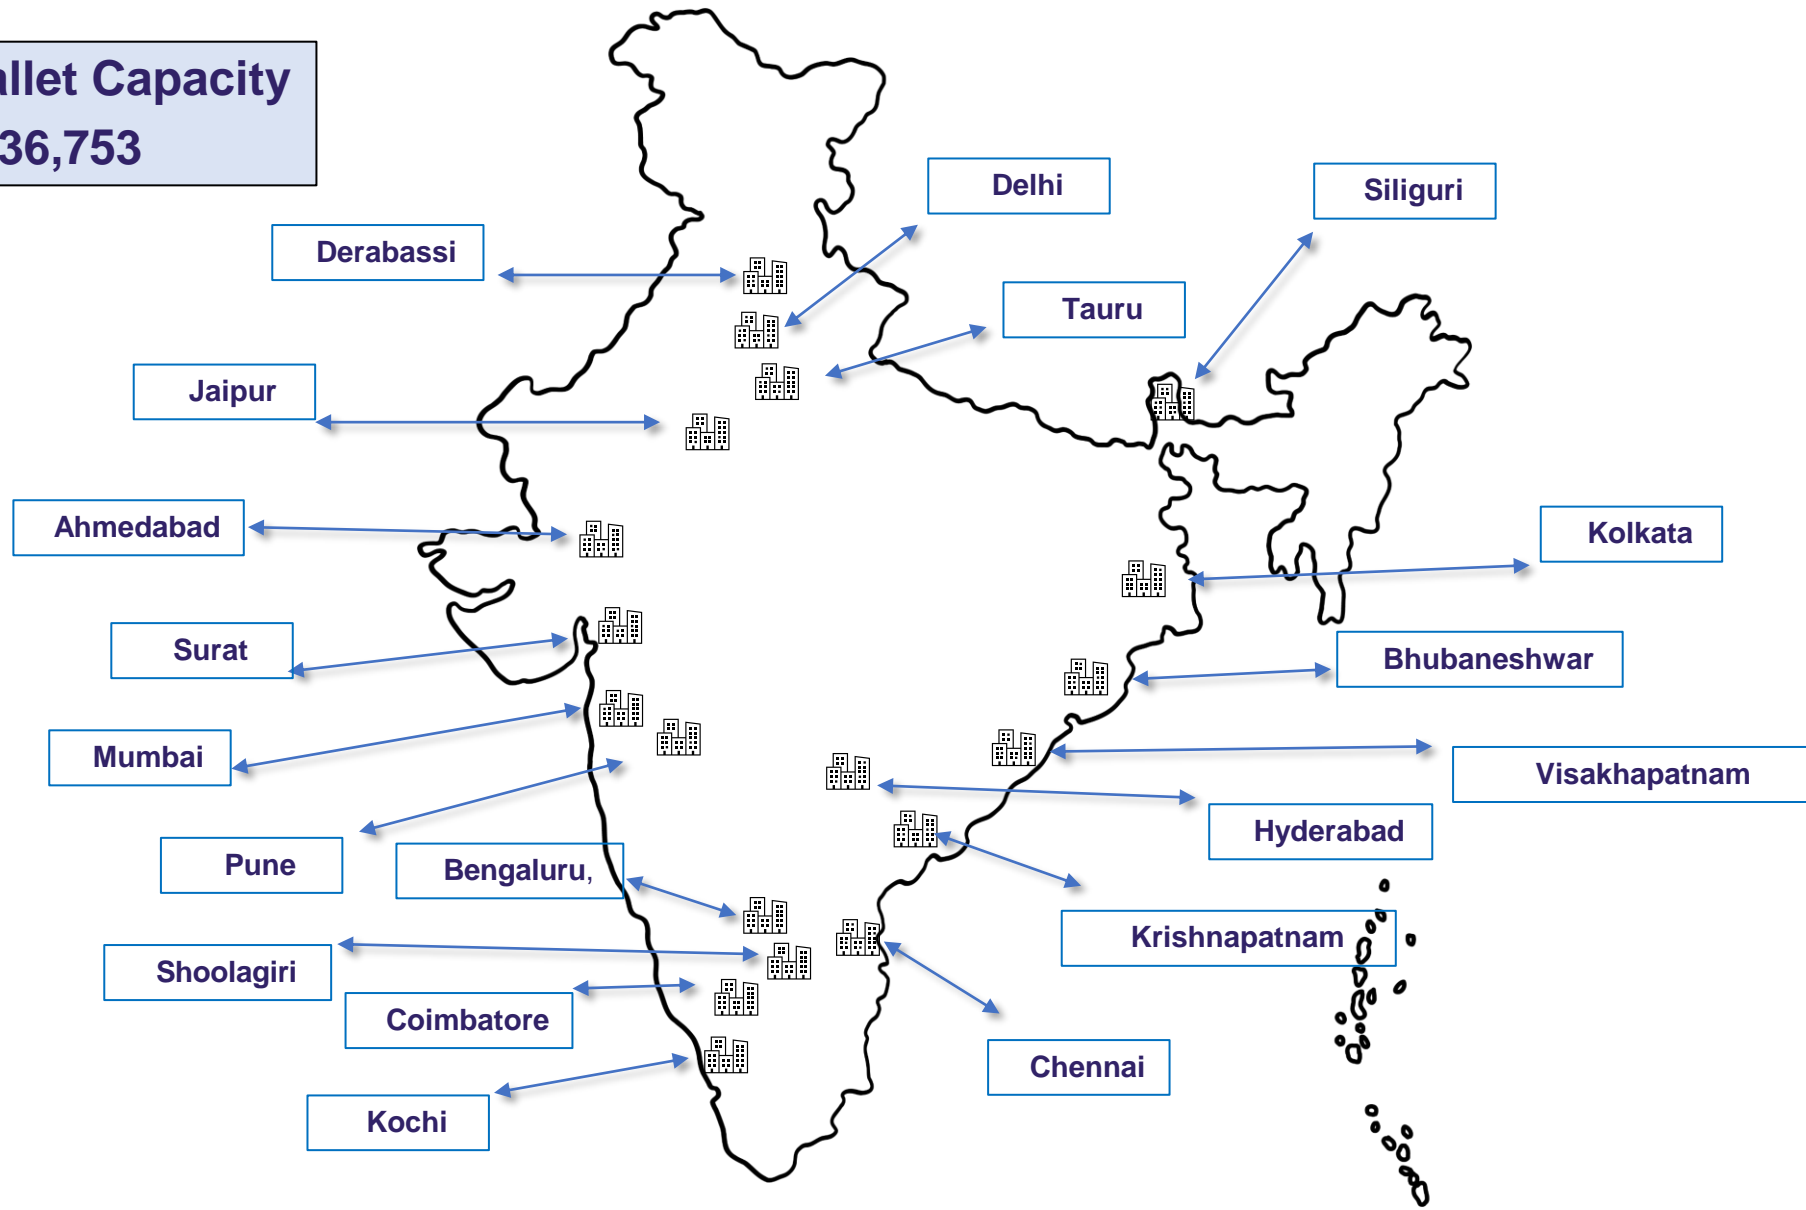 allet Capacity
36,753
Delhi
Siliguri
Derabassi
Tauru
Jaipur
Ahmedabad
Kolkata
Surat
Bhubaneshwar
Mumbai
Visakhapatnam
Hyderabad
Pune
Bengaluru,
Krishnapatnam
Shoolagiri
Coimbatore
Chennai
Kochi